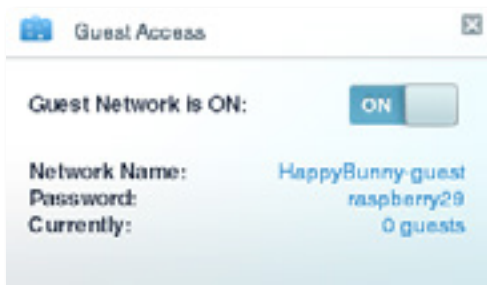 Guest Access
Guest Network is ON: ON
Network Name: HappyBunny-guest
Password: raspberry29
Currently: 0 guests